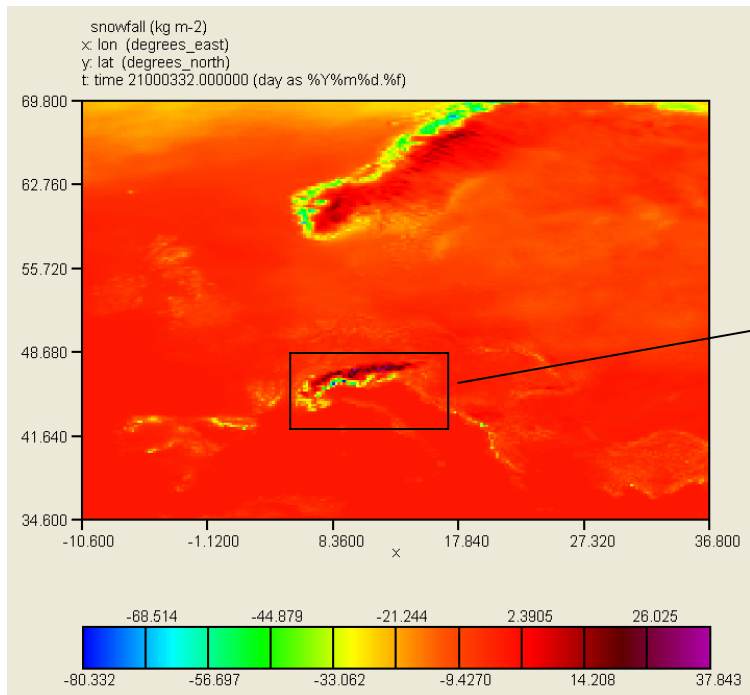 snowfall (kg m-2)
x: lon (degrees_east)
y: lat (degrees_north)
t: time 21000332.000000 (day as %Y%m%d.%f)
69.800
62.760
55.720
48.680
41.640
34.600
-10.600 -1.1200 8.3600 17.840 27.320 36.800
x
-68.514 -44.879 -21.244 2.3905 26.025
-80.332 -56.697 -33.062 -9.4270 14.208 37.843